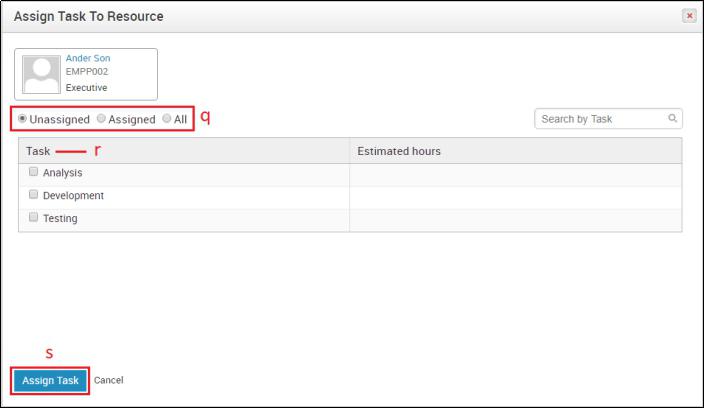 Assign Task To Resource
x
Ander Son
EMPP002
Executive
Unassigned Assigned All q
Search by Task
Task r Estimated hours
Analysis
Development
Testing
s
Assign Task Cancel